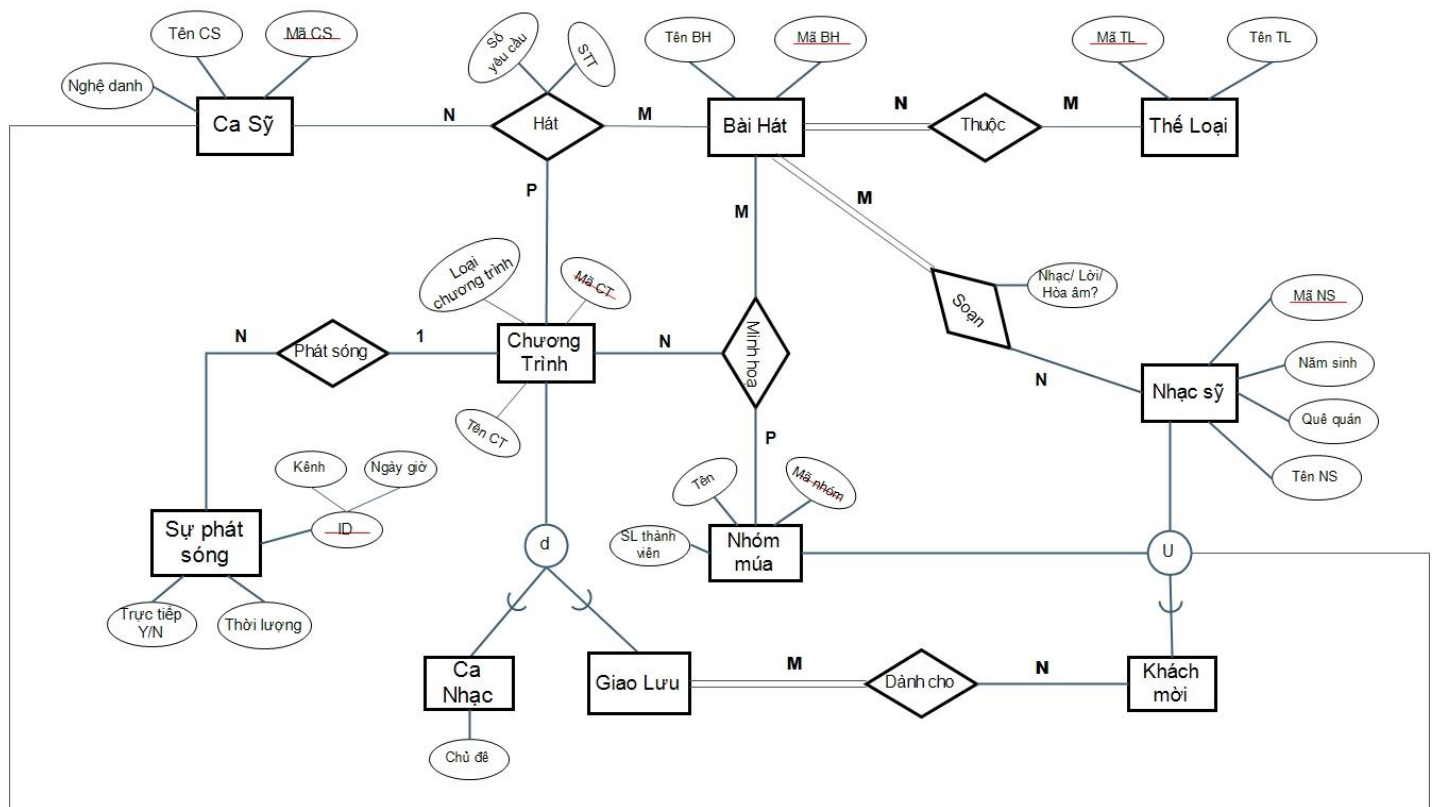 Tên CS
Mã CS
Nghệ danh
Ca Sỹ
N
Số
yêu cầu
STT
Hát
M
P
Tên BH
Mã BH
Bài Hát
N
Thuộc
M
Mã TL
Tên TL
Thể Loại
M
M
Nhạc/ Lời/
Hòa âm?
Soạn
N
Mã NS
Năm sinh
Quê quán
Tên NS
Nhạc sỹ
Loại
chương trình
Mã CT
N
Phát sóng
1
Chương
Trình
N
Minh hoạ
P
Tên CT
Kênh
Ngày giờ
ID
Sự phát
sóng
Trực tiếp
Y/N
Thời lượng
d
Tên
Mã nhóm
SL thành
viên
Nhóm
múa
U
Ca
Nhạc
Chủ đề
Giao Lưu
M
Dành cho
N
Khách
mời